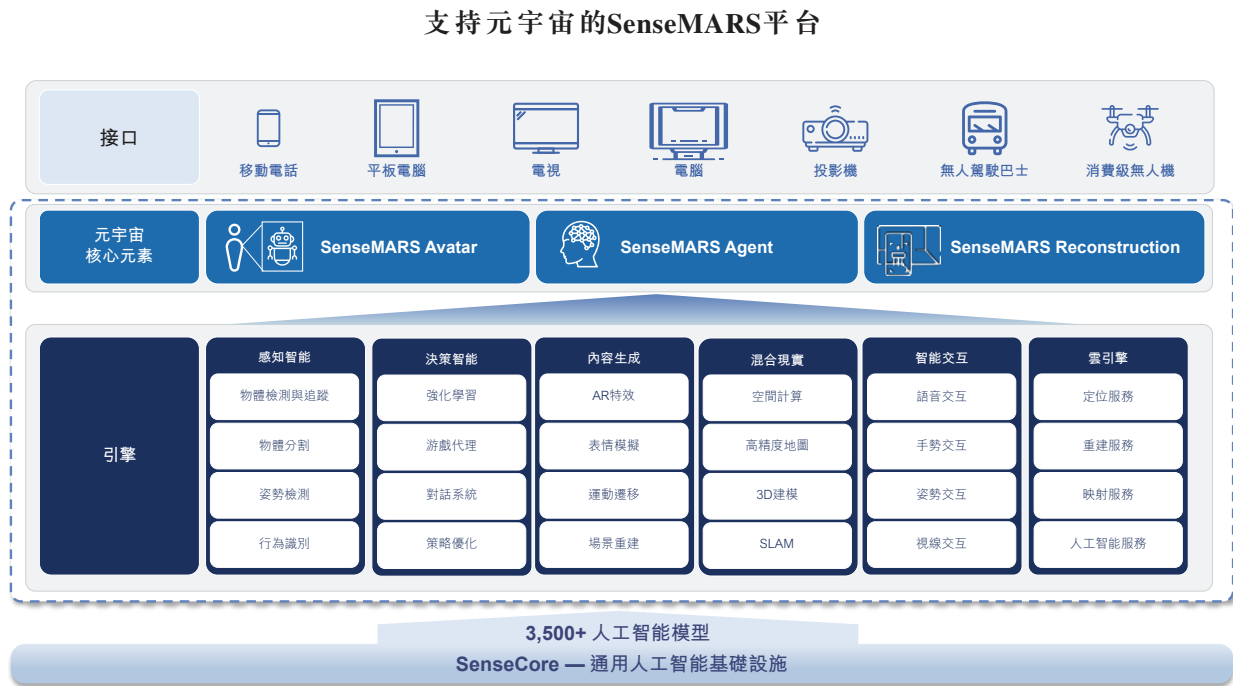 支持元宇宙的SenseMARS平台
接口
移動電話
平板電腦
電視
電腦
投影機
無人駕駛巴士
消費級無人機
元宇宙
核心元素
SenseMARS Avatar
SenseMARS Agent
SenseMARS Reconstruction
引擎
感知智能
物體檢測與追蹤
物體分割
姿勢檢測
行為識別
決策智能
強化學習
游戲代理
對話系統
策略優化
內容生成
AR特效
表情模擬
運動遷移
場景重建
混合現實
空間計算
高精度地圖
3D建模
SLAM
智能交互
語音交互
手勢交互
姿勢交互
視線交互
雲引擎
定位服務
重建服務
映射服務
人工智能服務
3,500+ 人工智能模型
SenseCore — 通用人工智能基礎設施